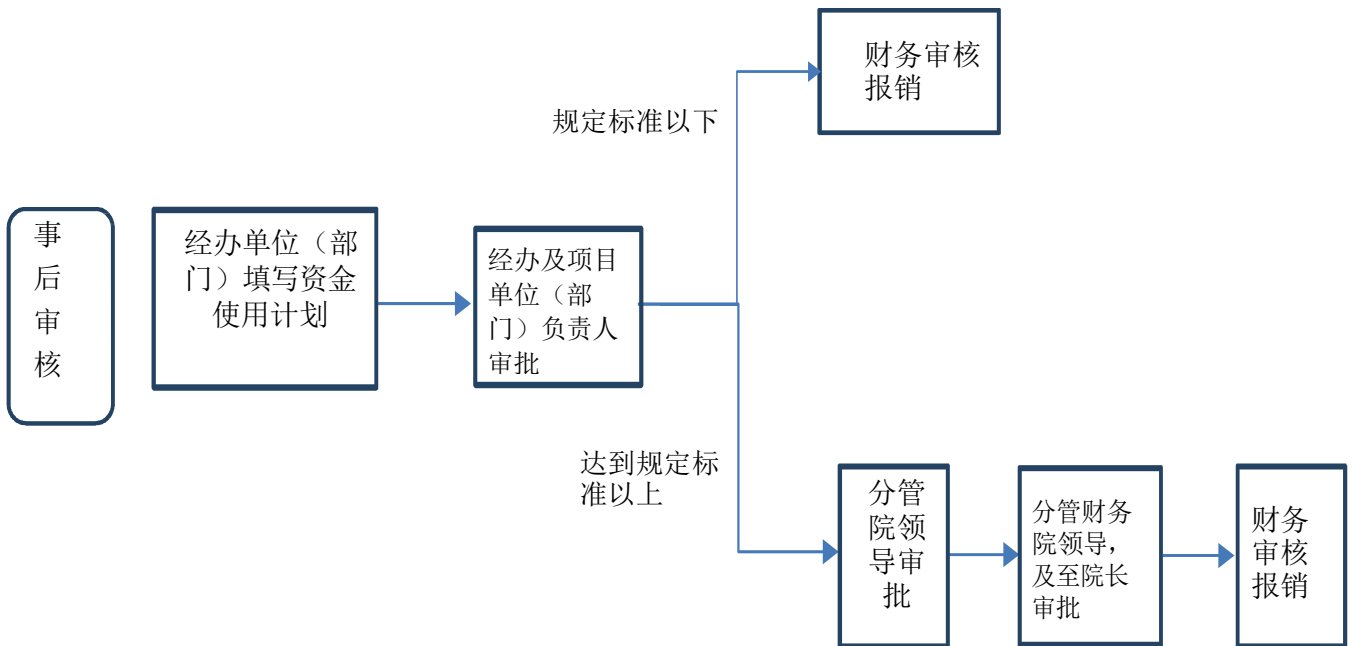 财务审核
报销
规定标准以下
事
后
审
核
经办单位（部
门）填写资金
使用计划
经办及项目
单位（部
门）负责人
审批
达到规定标
准以上
分管
院领
导审
批
分管财务
院领导，
及至院长
审批
财务
审核
报销